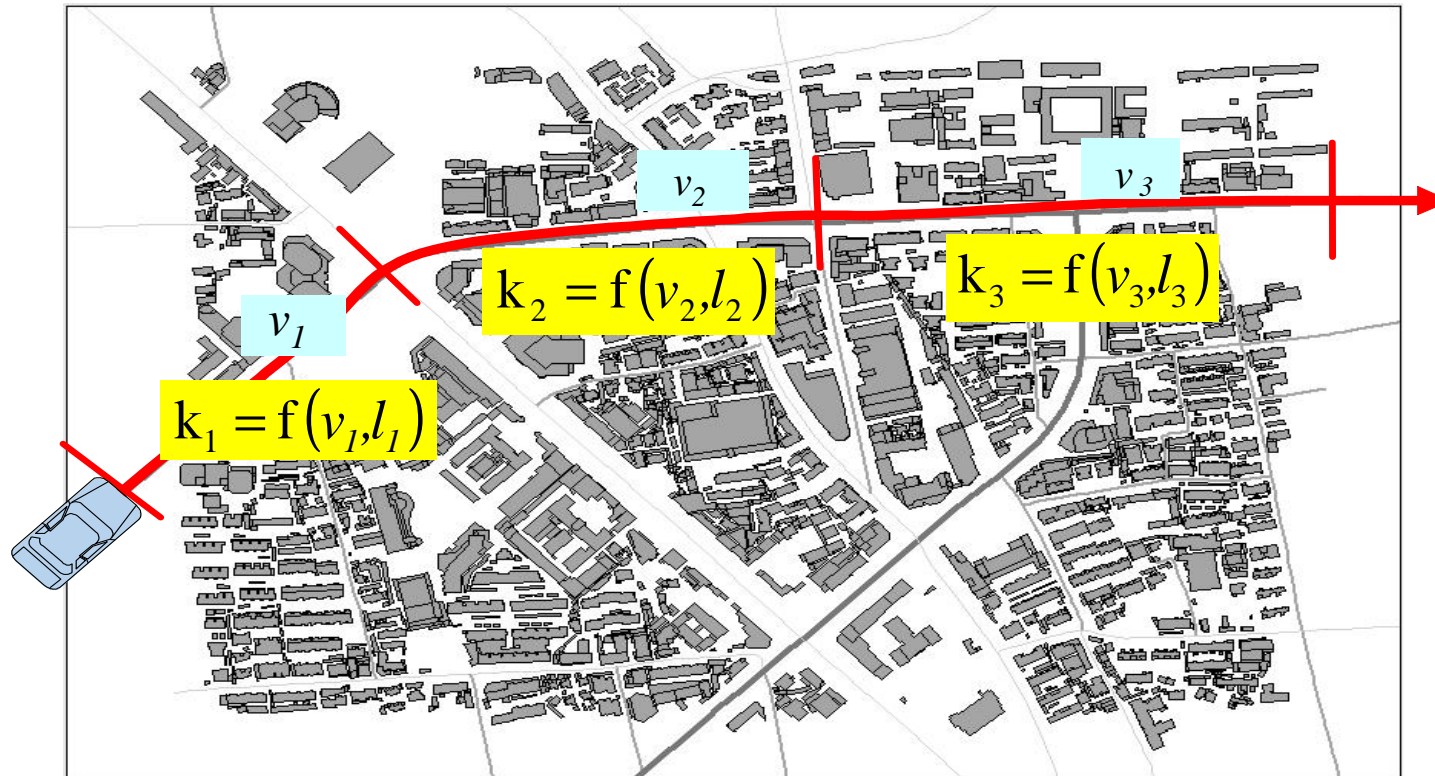 v₂
v₃
k₂ = f(v₂,l₂)
k₃ = f(v₃,l₃)
v₁
k₁ = f(v₁,l₁)